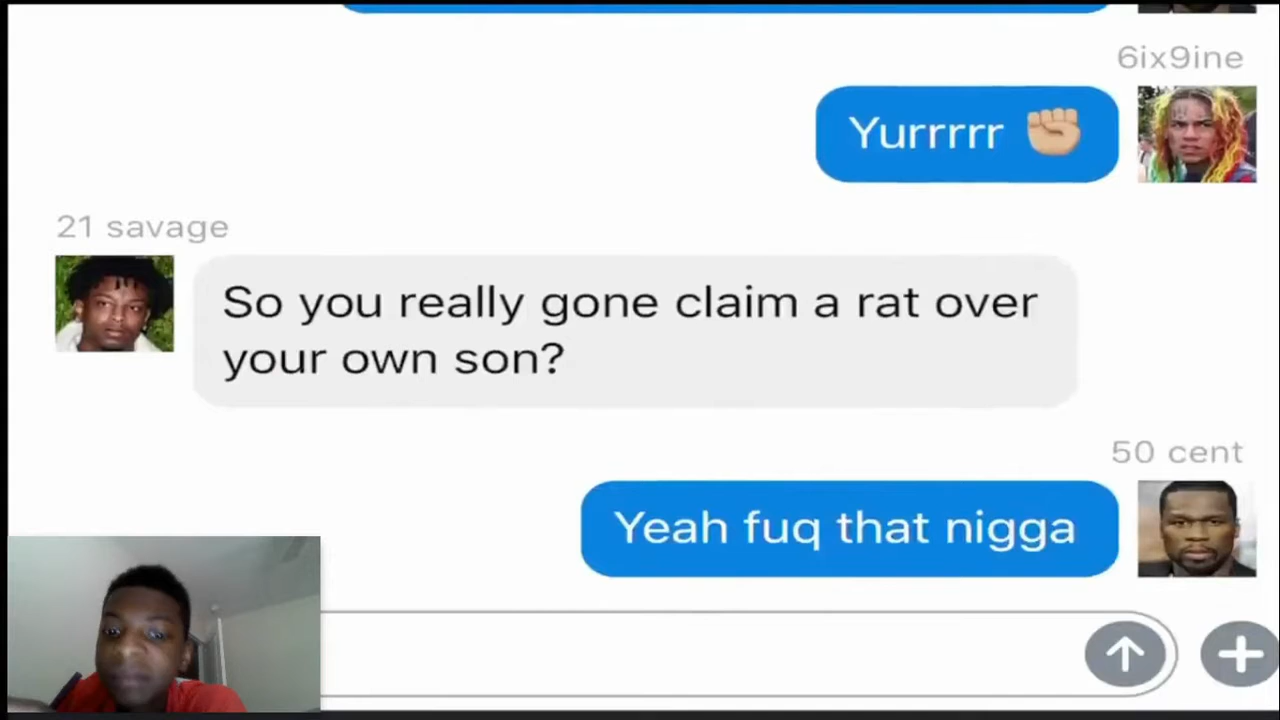 6ix9ine
Yurrrrr ✊🏼
21 savage
So you really gone claim a rat over
your own son?
50 cent
Yeah fuq that nigga